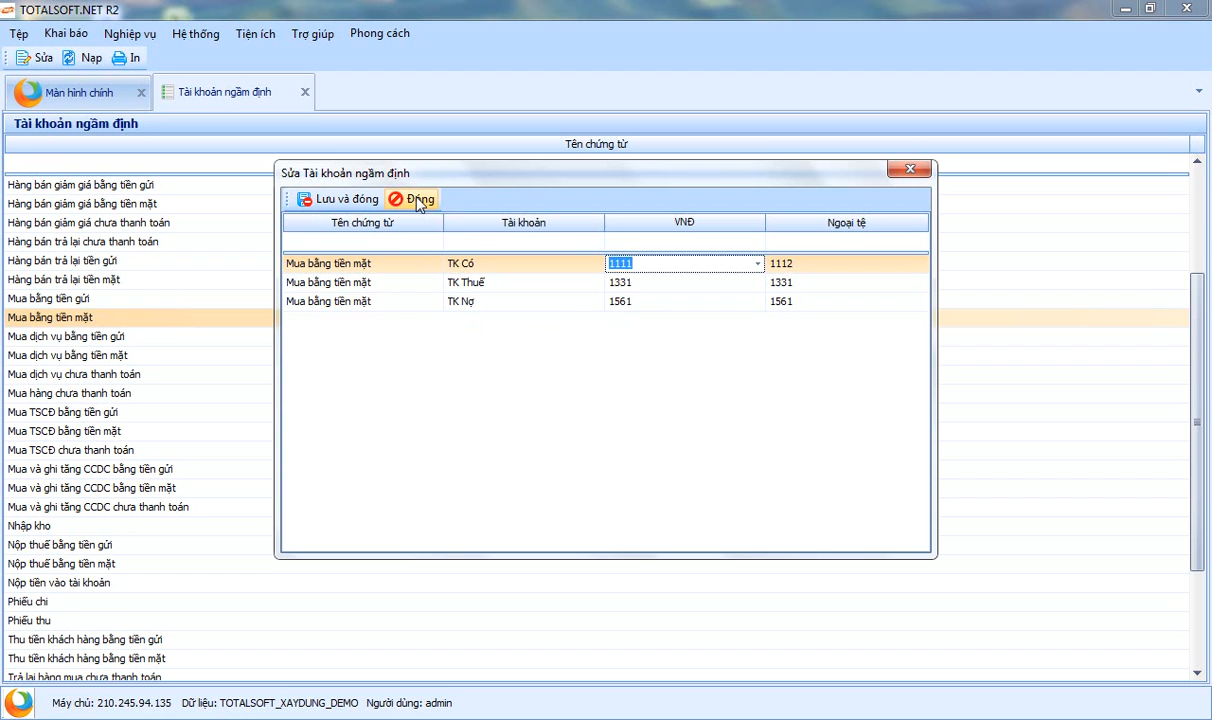 TOTALSOFT.NET R2
Tệp Khai báo Nghiệp vụ Hệ thống Tiện ích Trợ giúp Phong cách
Sửa Nạp In
Màn hình chính Tài khoản ngầm định
Tài khoản ngầm định
Tên chứng từ
Sửa Tài khoản ngầm định
Lưu và đóng Đóng
Tên chứng từ Tài khoản VNĐ Ngoại tệ
Mua bằng tiền mặt TK Có 1111 1112
Mua bằng tiền mặt TK Thuế 1331 1331
Mua bằng tiền mặt TK Nợ 1561 1561
Hàng bán giảm giá bằng tiền gửi
Hàng bán giảm giá bằng tiền mặt
Hàng bán giảm giá chưa thanh toán
Hàng bán trả lại chưa thanh toán
Hàng bán trả lại tiền gửi
Hàng bán trả lại tiền mặt
Mua bằng tiền gửi
Mua bằng tiền mặt
Mua dịch vụ bằng tiền gửi
Mua dịch vụ bằng tiền mặt
Mua dịch vụ chưa thanh toán
Mua hàng chưa thanh toán
Mua TSCĐ bằng tiền gửi
Mua TSCĐ bằng tiền mặt
Mua TSCĐ chưa thanh toán
Mua và ghi tăng CCDC bằng tiền gửi
Mua và ghi tăng CCDC bằng tiền mặt
Mua và ghi tăng CCDC chưa thanh toán
Nhập kho
Nộp thuế bằng tiền gửi
Nộp thuế bằng tiền mặt
Nộp tiền vào tài khoản
Phiếu chi
Phiếu thu
Thu tiền khách hàng bằng tiền gửi
Thu tiền khách hàng bằng tiền mặt
Trả lại hàng mua chưa thanh toán
Máy chủ: 210.245.94.135 Dữ liệu: TOTALSOFT_XAYDUNG_DEMO Người dùng: admin